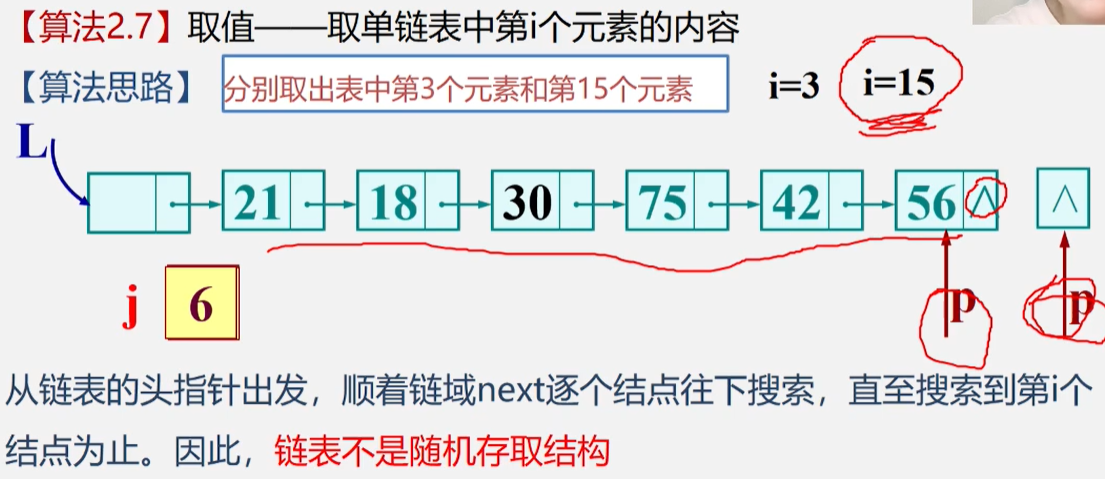 【算法2.7】取值——取单链表中第i个元素的内容
【算法思路】 分别取出表中第3个元素和第15个元素 i=3 i=15
L
21 18 30 75 42 56 ∧ ∧
j 6 p p
从链表的头指针出发，顺着链域next逐个结点往下搜索，直至搜索到第i个
结点为止。因此，链表不是随机存取结构